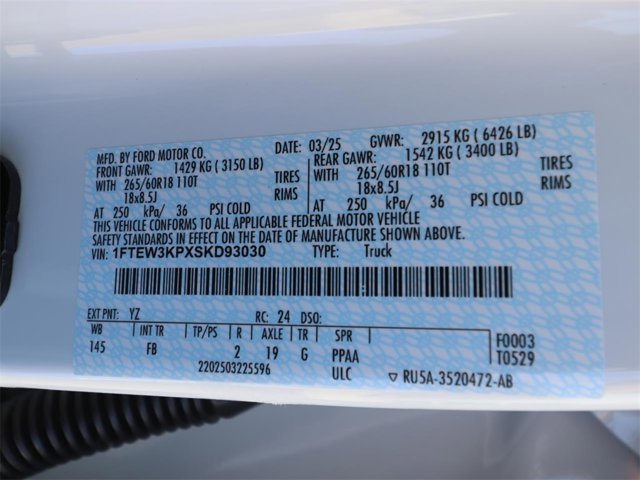 MFD. BY FORD MOTOR CO. DATE: 03/25 GVWR: 2915 KG ( 6426 LB)
FRONT GAWR: 1429 KG ( 3150 LB) REAR GAWR: 1542 KG ( 3400 LB)
WITH 265/60R18 110T TIRES WITH 265/60R18 110T TIRES
18x8.5J RIMS 18x8.5J RIMS
AT 250 kPa/ 36 PSI COLD AT 250 kPa/ 36 PSI COLD
THIS VEHICLE CONFORMS TO ALL APPLICABLE FEDERAL MOTOR VEHICLE
SAFETY STANDARDS IN EFFECT ON THE DATE OF MANUFACTURE SHOWN ABOVE.
VIN: 1FTEW3KPXSKD93030 TYPE: Truck
EXT PNT: YZ RC: 24 DSO:
WB INT TR TP/PS R AXLE TR SPR
145 FB 2 19 G PPAA
F0003
T0529
2202503225596 ULC ▽ RU5A-3520472-AB